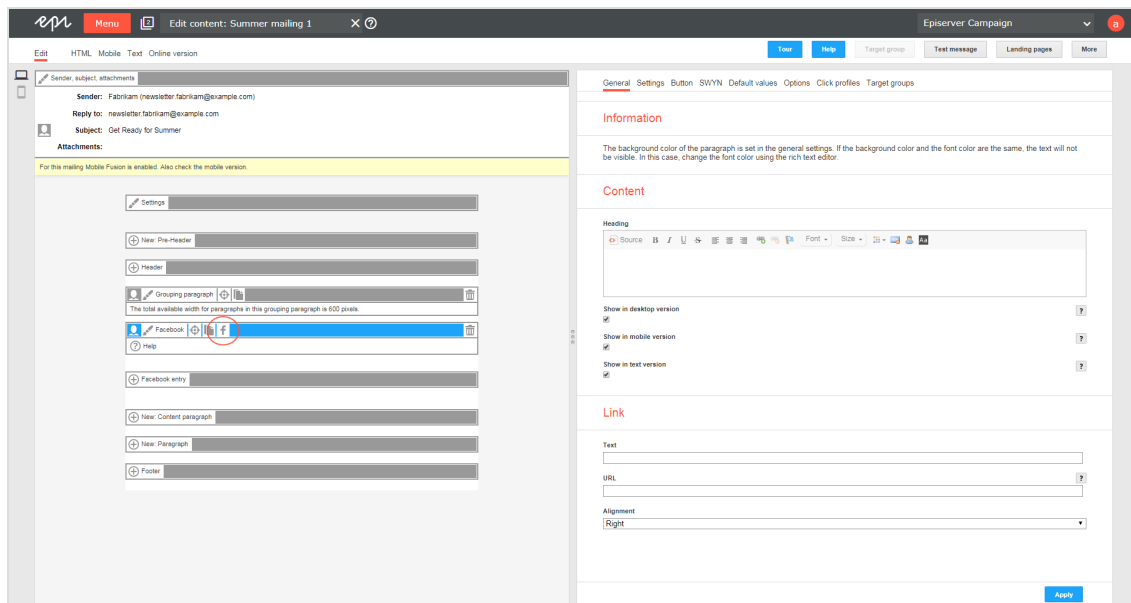 epi Menu 2 Edit content: Summer mailing 1 Episerver Campaign a
Edit HTML Mobile Text Online version Tour Help Target group Test message Landing pages More
Sender, subject, attachments
Sender: Fabrikam (newsletter.fabrikam@example.com)
Reply to: newsletter.fabrikam@example.com
Subject: Get Ready for Summer
Attachments:
For this mailing Mobile Fusion is enabled. Also check the mobile version.
Settings
New: Pre-Header
Header
Grouping paragraph
The total available width for paragraphs in this grouping paragraph is 600 pixels.
Facebook f
Help
Facebook entry
New: Content paragraph
New: Paragraph
Footer
General Settings Button SWYN Default values Options Click profiles Target groups
Information
The background color of the paragraph is set in the general settings. If the background color and the font color are the same, the text will not
be visible. In this case, change the font color using the rich text editor.
Content
Heading
Source B I U S Font Size Aa
Show in desktop version ?
Show in mobile version ?
Show in text version ?
Link
Text
URL ?
Alignment
Right
Apply